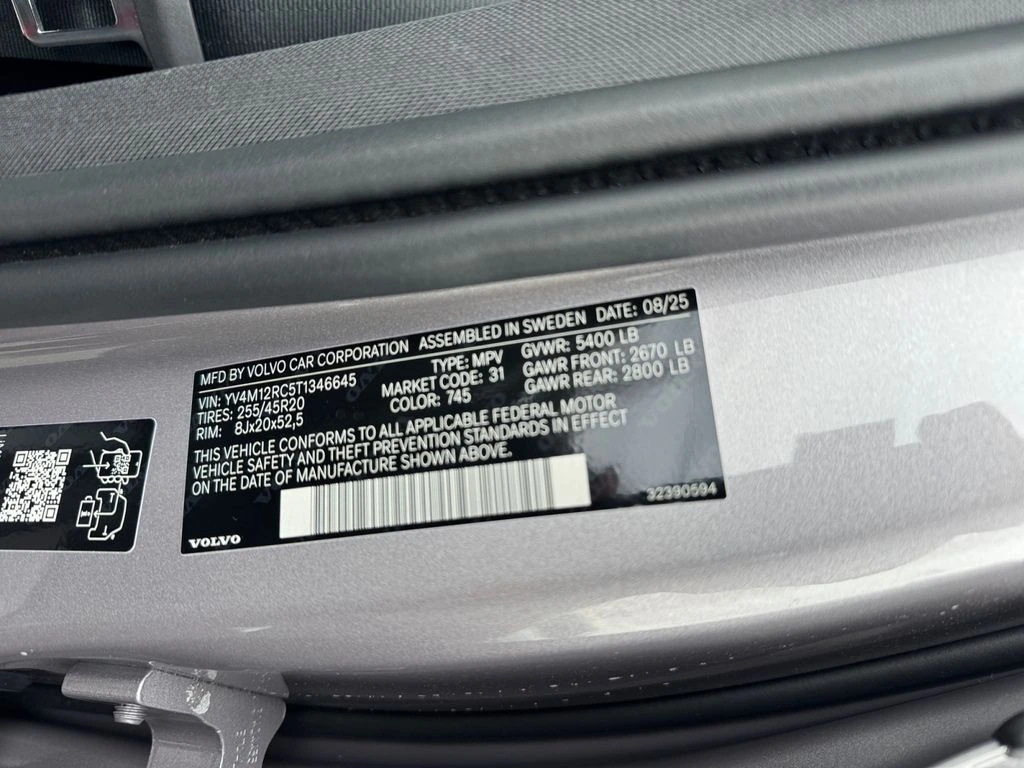 MFD BY VOLVO CAR CORPORATION ASSEMBLED IN SWEDEN DATE: 08/25
VIN: YV4M12RC5T1346645 TYPE: MPV GVWR: 5400 LB
TIRES: 255/45R20 MARKET CODE: 31 GAWR FRONT: 2670 LB
RIM: 8Jx20x52,5 COLOR: 745 GAWR REAR: 2800 LB
THIS VEHICLE CONFORMS TO ALL APPLICABLE FEDERAL MOTOR
VEHICLE SAFETY AND THEFT PREVENTION STANDARDS IN EFFECT
ON THE DATE OF MANUFACTURE SHOWN ABOVE.
VOLVO 32390594